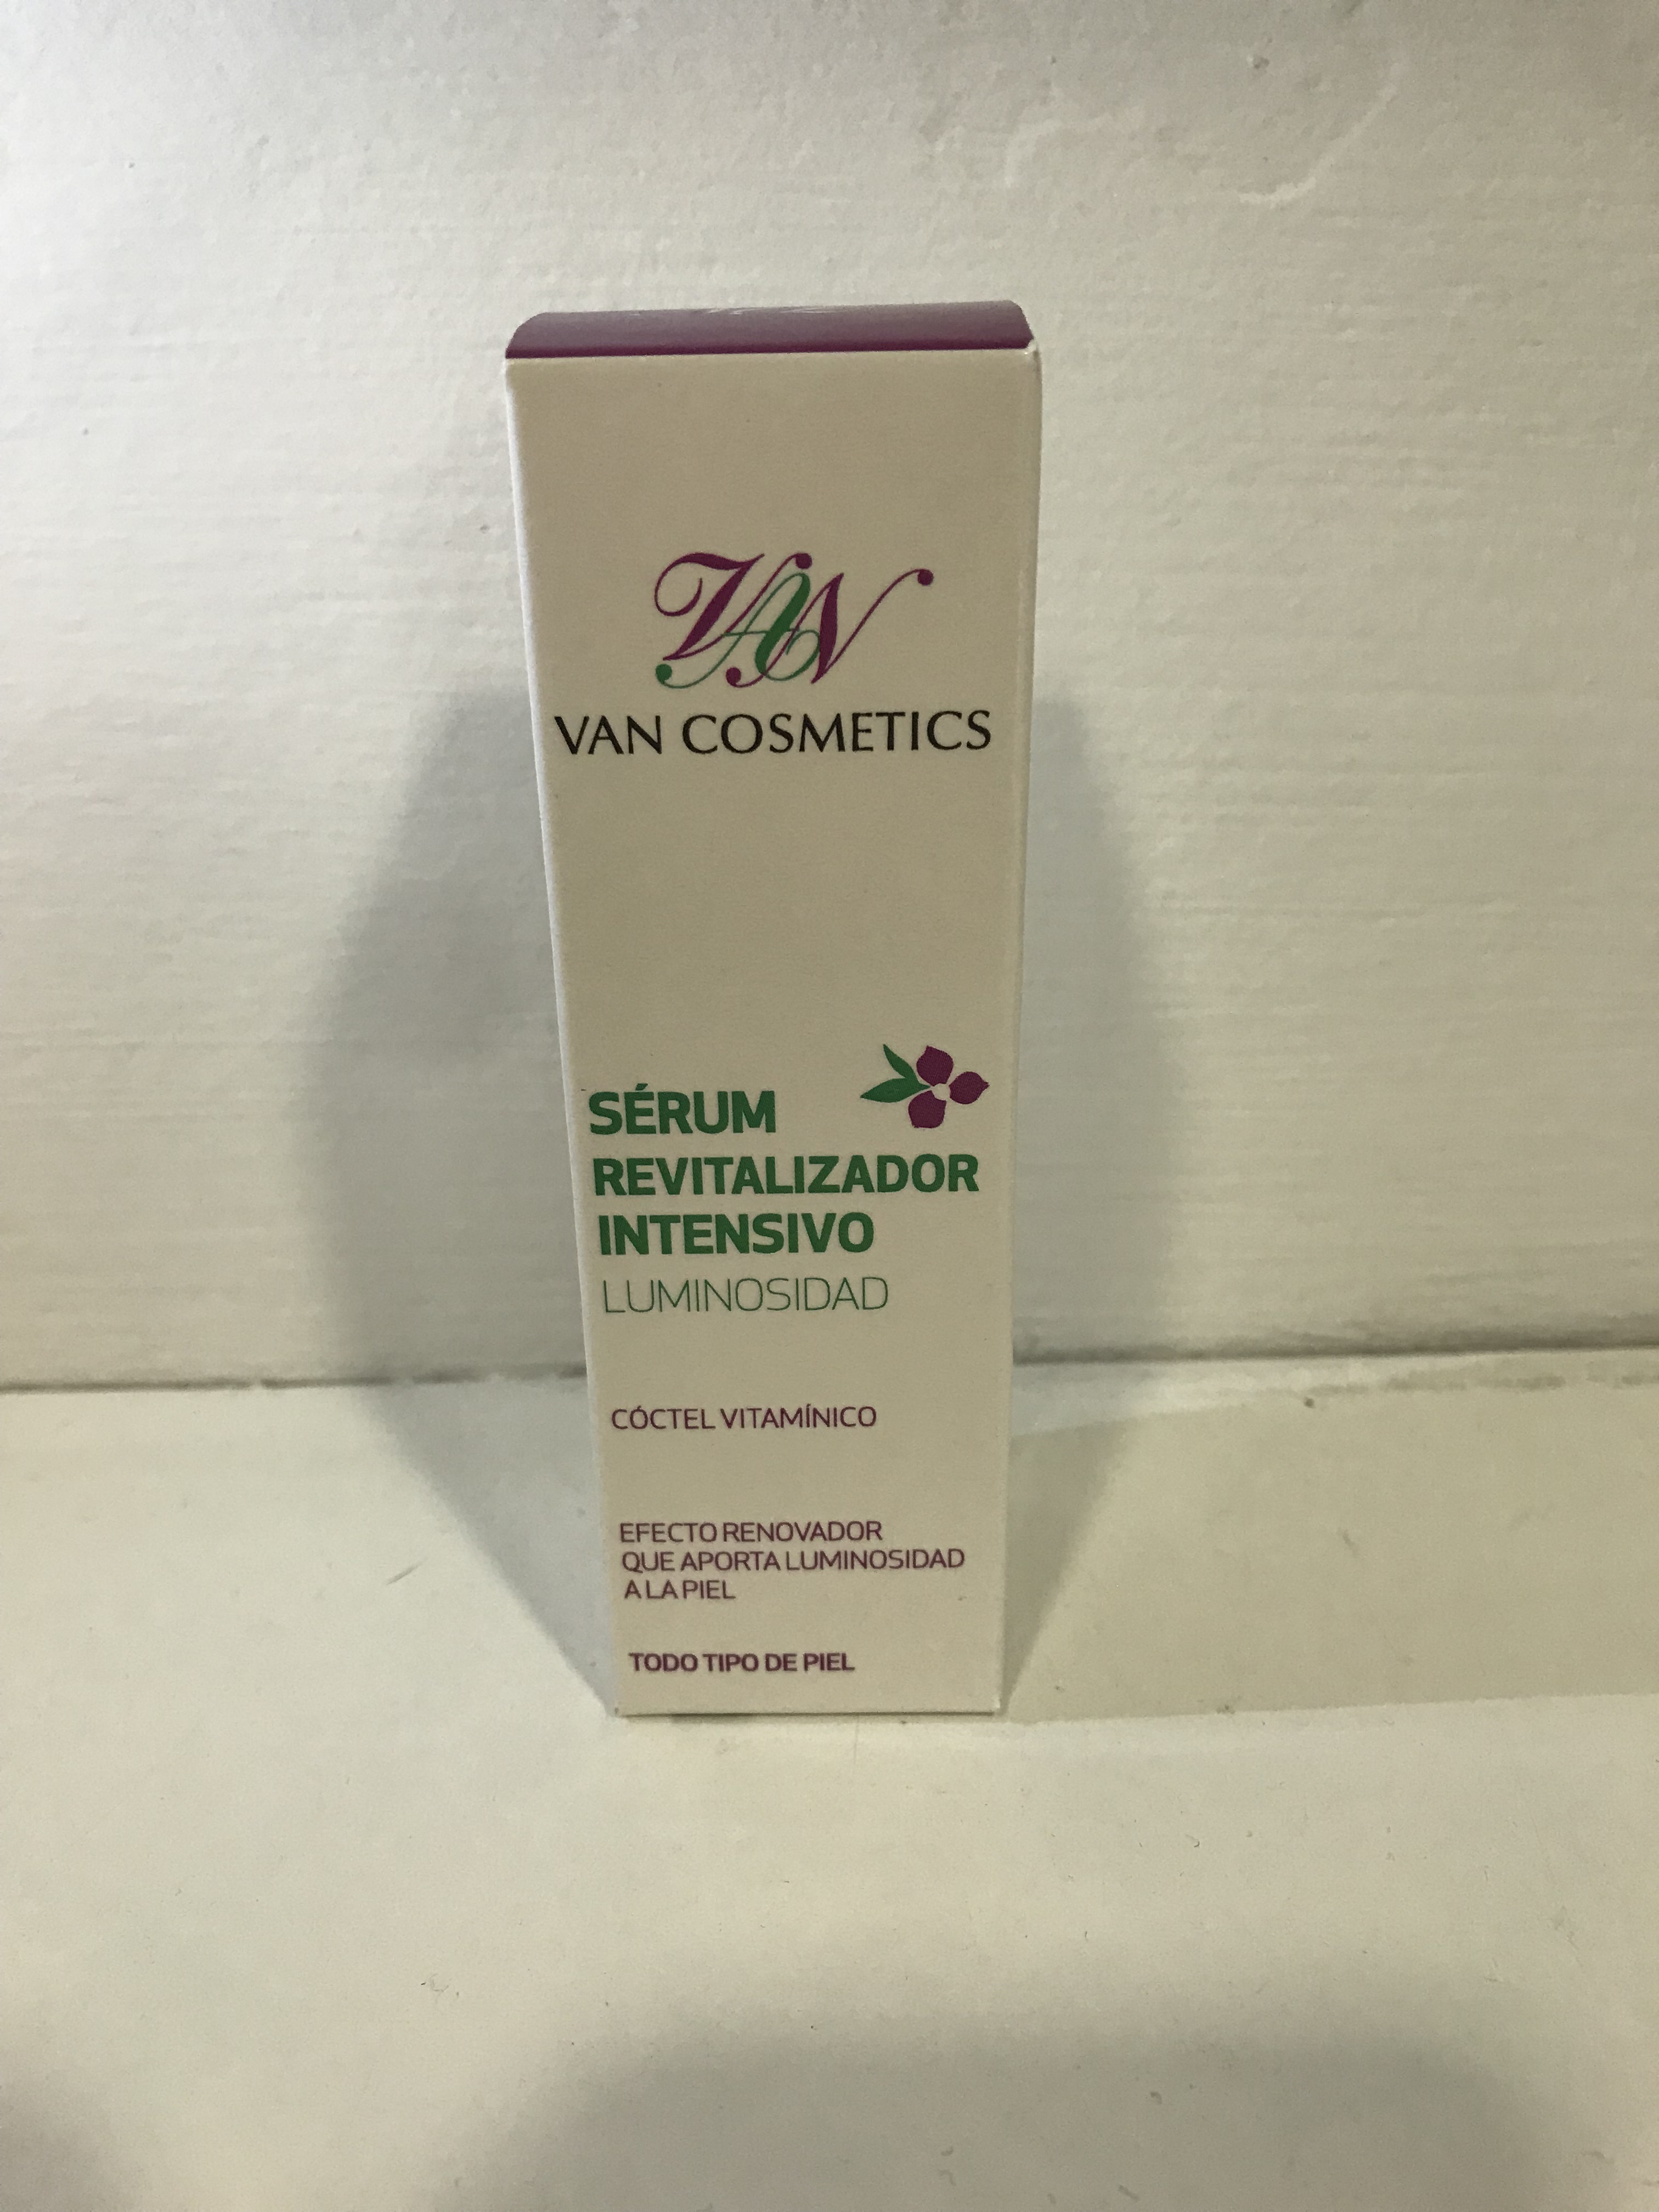 VAN
VAN COSMETICS
SÉRUM
REVITALIZADOR
INTENSIVO
LUMINOSIDAD
CÓCTEL VITAMÍNICO
EFECTO RENOVADOR
QUE APORTA LUMINOSIDAD
A LA PIEL
TODO TIPO DE PIEL